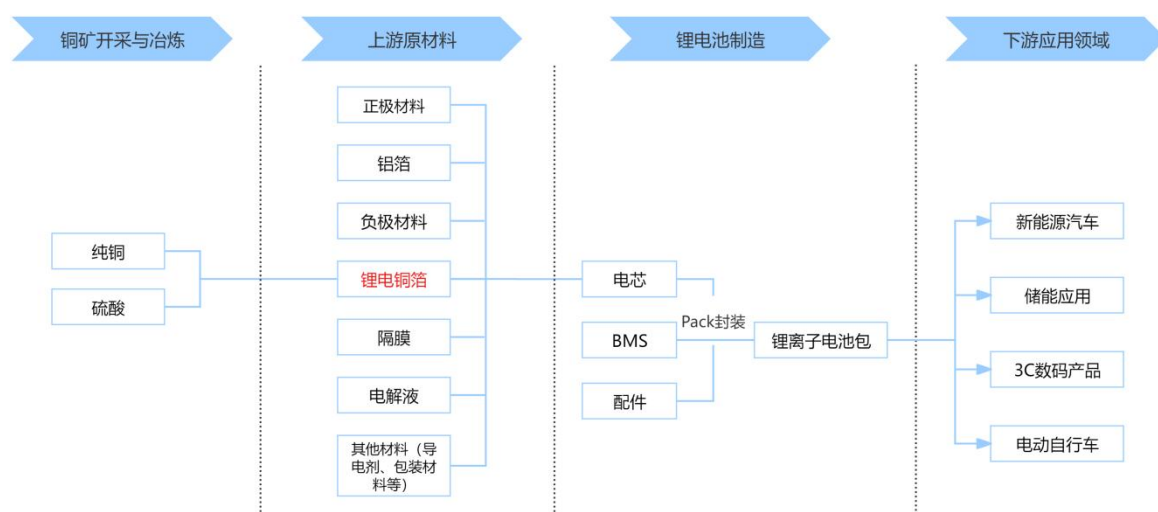 铜矿开采与冶炼
上游原材料
锂电池制造
下游应用领域
纯铜
硫酸
正极材料
铝箔
负极材料
锂电铜箔
隔膜
电解液
其他材料（导
电剂、包装材
料等）
电芯
BMS
配件
Pack封装
锂离子电池包
新能源汽车
储能应用
3C数码产品
电动自行车